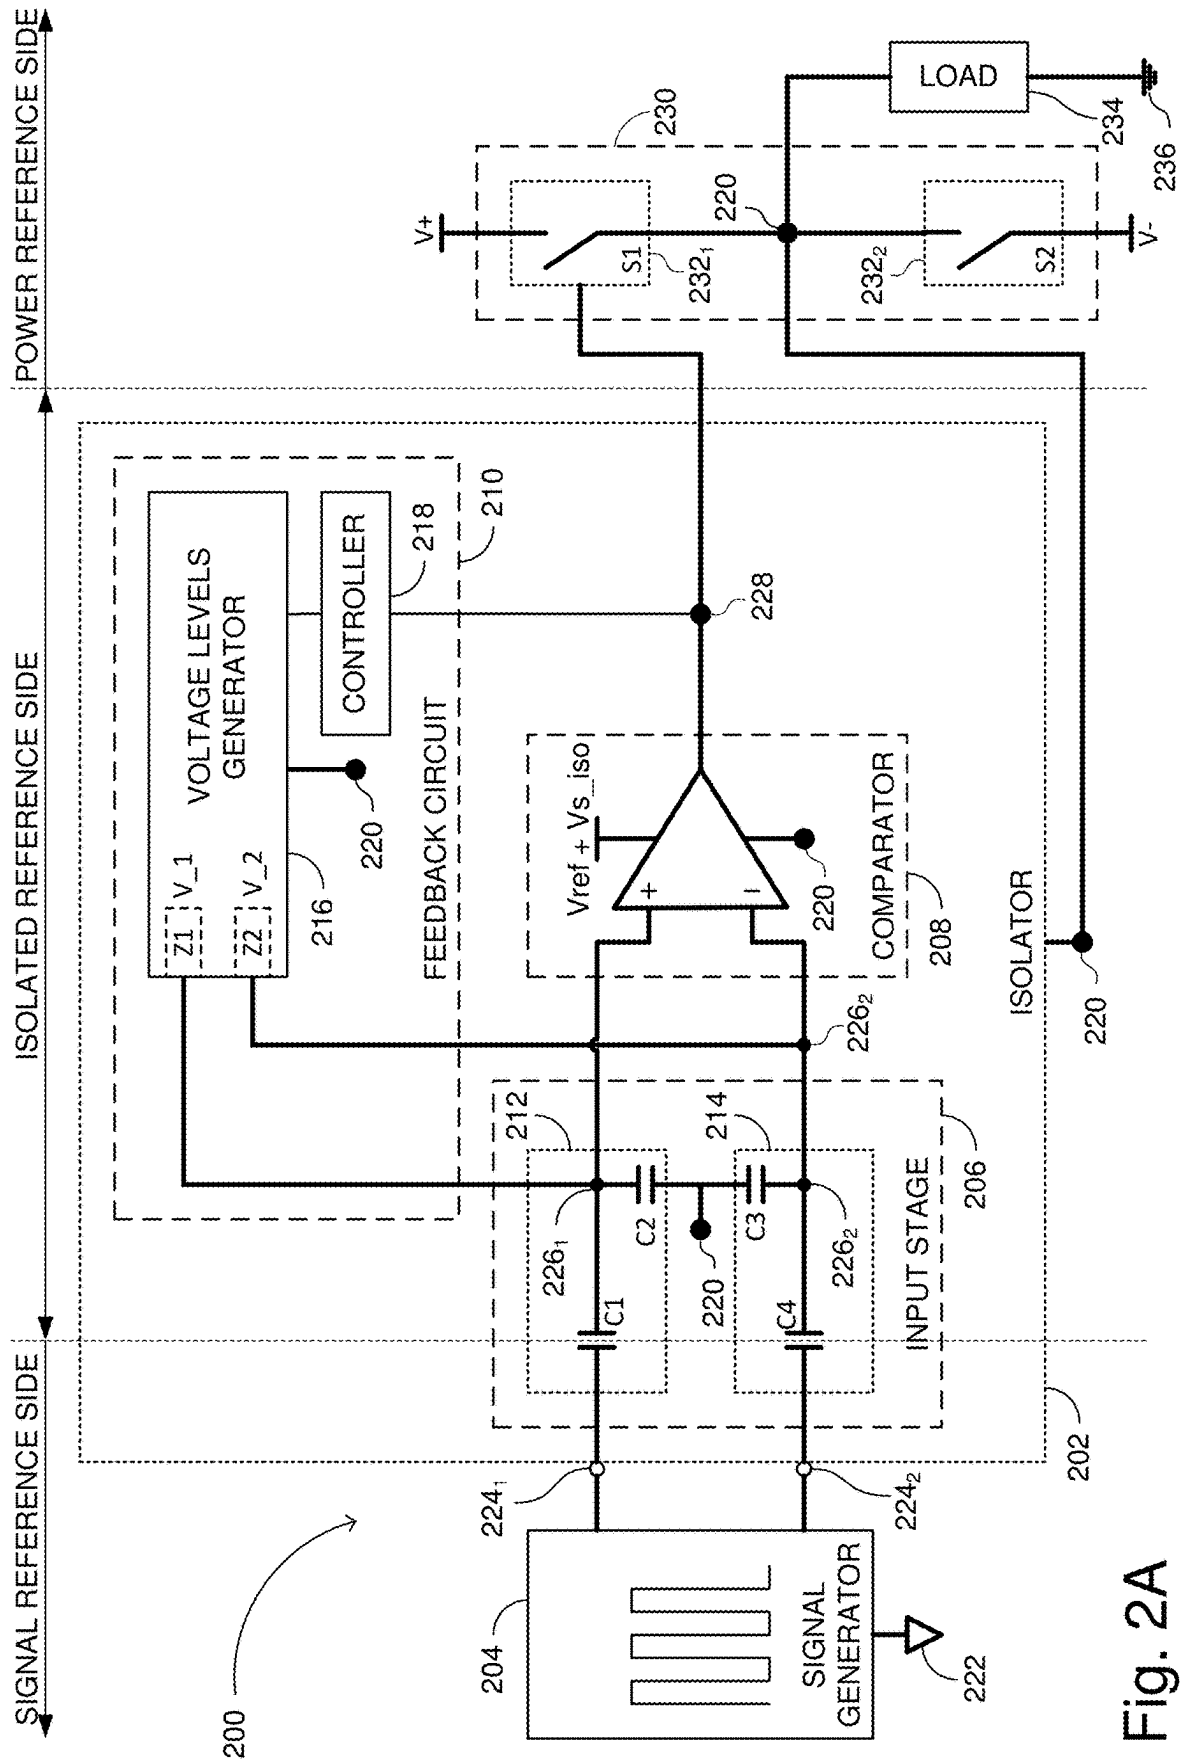 SIGNAL REFERENCE SIDE
ISOLATED REFERENCE SIDE
POWER REFERENCE SIDE
200
204
SIGNAL
GENERATOR
222
224₁
224₂
202
INPUT STAGE
206
212
214
C1
C2
C3
C4
226₁
226₂
226₂
220
FEEDBACK CIRCUIT
210
VOLTAGE LEVELS
GENERATOR
Z1
V_1
Z2
V_2
216
220
CONTROLLER
218
COMPARATOR
208
Vref + Vs_iso
+
−
220
228
ISOLATOR
220
230
V+
S1
232₁
220
232₂
S2
V-
LOAD
234
236
Fig. 2A